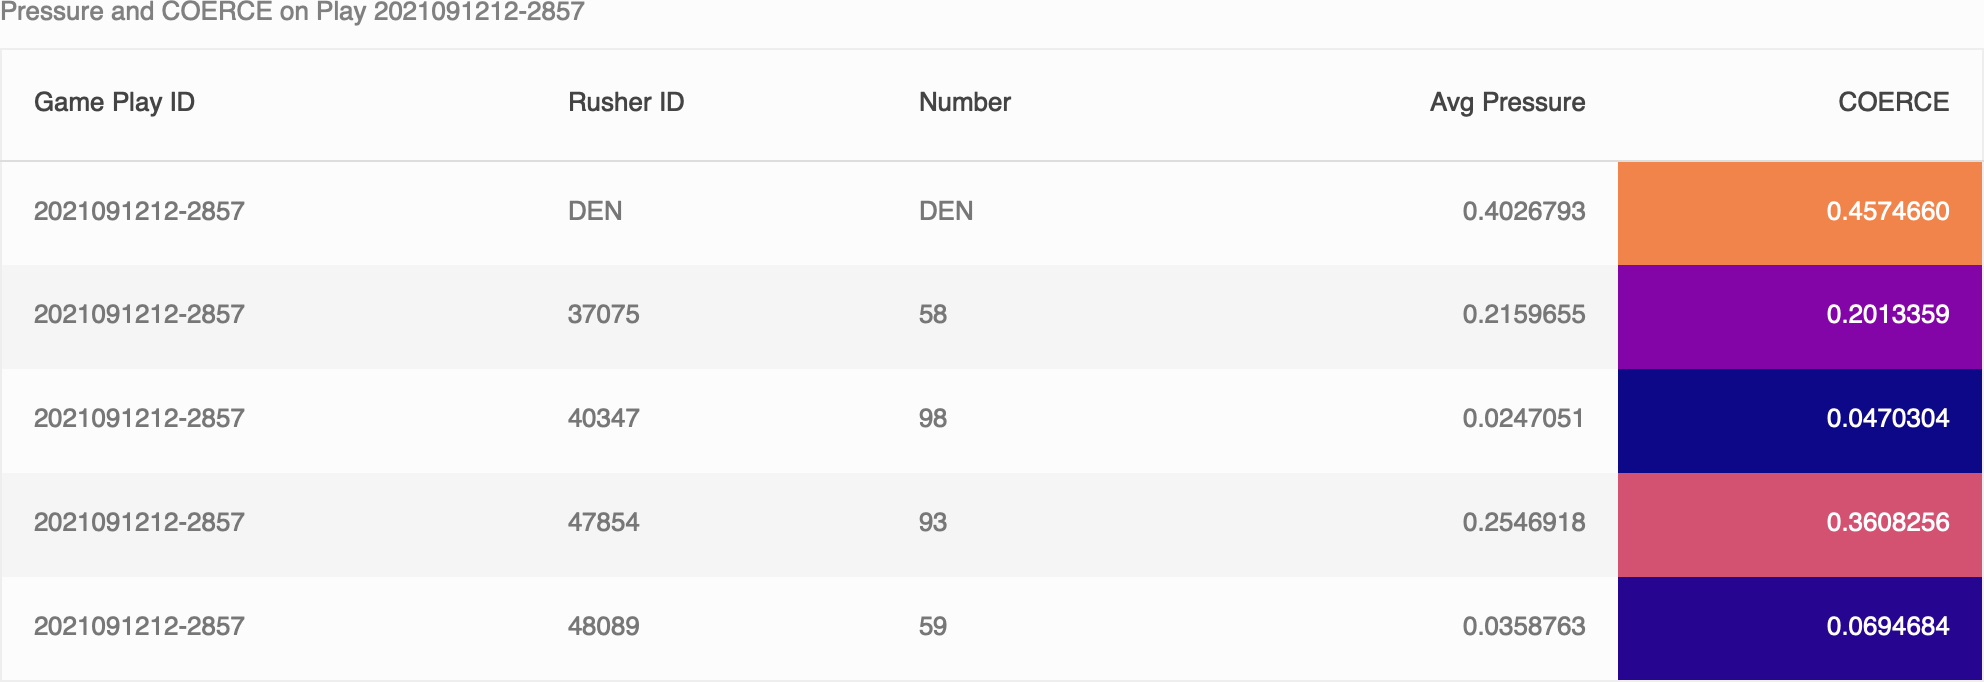 Pressure and COERCE on Play 2021091212-2857
Game Play ID Rusher ID Number Avg Pressure COERCE
2021091212-2857 DEN DEN 0.4026793 0.4574660
2021091212-2857 37075 58 0.2159655 0.2013359
2021091212-2857 40347 98 0.0247051 0.0470304
2021091212-2857 47854 93 0.2546918 0.3608256
2021091212-2857 48089 59 0.0358763 0.0694684